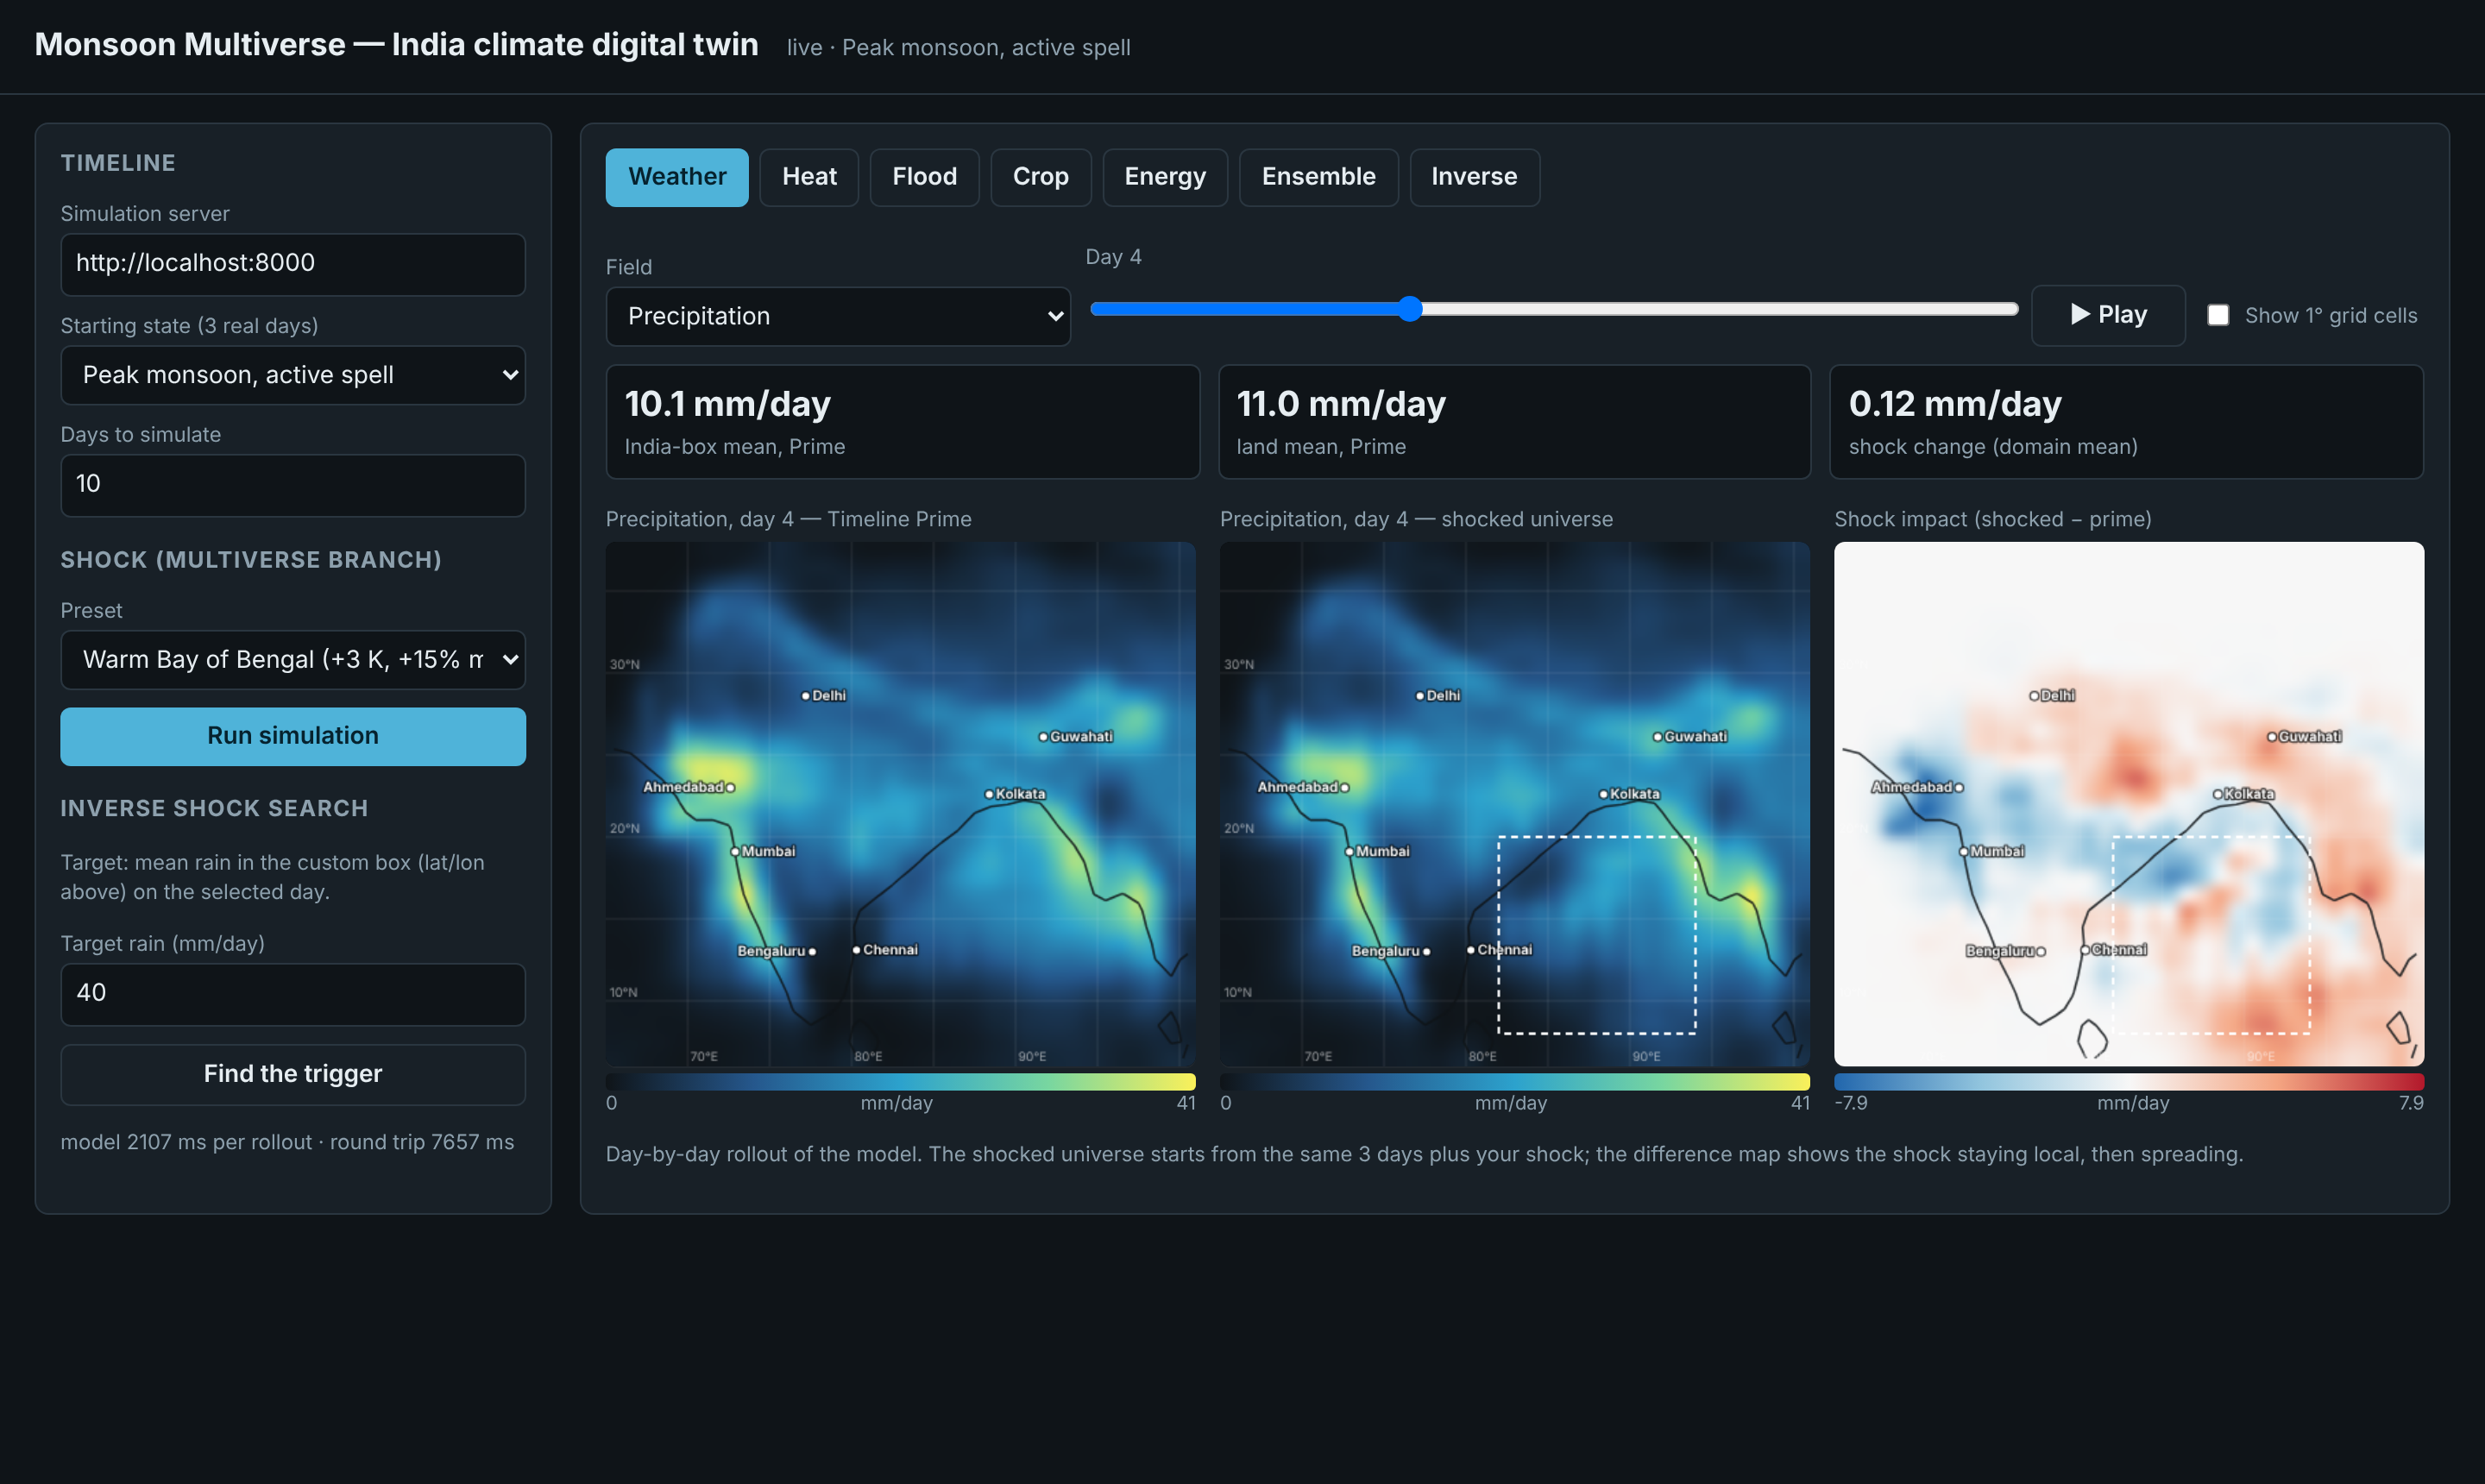 Monsoon Multiverse — India climate digital twin
live · Peak monsoon, active spell
TIMELINE
Simulation server
http://localhost:8000
Starting state (3 real days)
Peak monsoon, active spell
Days to simulate
10
SHOCK (MULTIVERSE BRANCH)
Preset
Warm Bay of Bengal (+3 K, +15% m
Run simulation
INVERSE SHOCK SEARCH
Target: mean rain in the custom box (lat/lon
above) on the selected day.
Target rain (mm/day)
40
Find the trigger
model 2107 ms per rollout · round trip 7657 ms
Weather
Heat
Flood
Crop
Energy
Ensemble
Inverse
Field
Precipitation
Day 4
▶ Play
Show 1° grid cells
10.1 mm/day
India-box mean, Prime
11.0 mm/day
land mean, Prime
0.12 mm/day
shock change (domain mean)
Precipitation, day 4 — Timeline Prime
30°N
Delhi
Guwahati
Ahmedabad
Kolkata
20°N
Mumbai
Bengaluru
Chennai
10°N
70°E
80°E
90°E
0
mm/day
41
Precipitation, day 4 — shocked universe
30°N
Delhi
Guwahati
Ahmedabad
Kolkata
20°N
Mumbai
Bengaluru
Chennai
10°N
70°E
80°E
90°E
0
mm/day
41
Shock impact (shocked − prime)
Delhi
Guwahati
Ahmedabad
Kolkata
Mumbai
Bengaluru
Chennai
90°E
-7.9
mm/day
7.9
Day-by-day rollout of the model. The shocked universe starts from the same 3 days plus your shock; the difference map shows the shock staying local, then spreading.